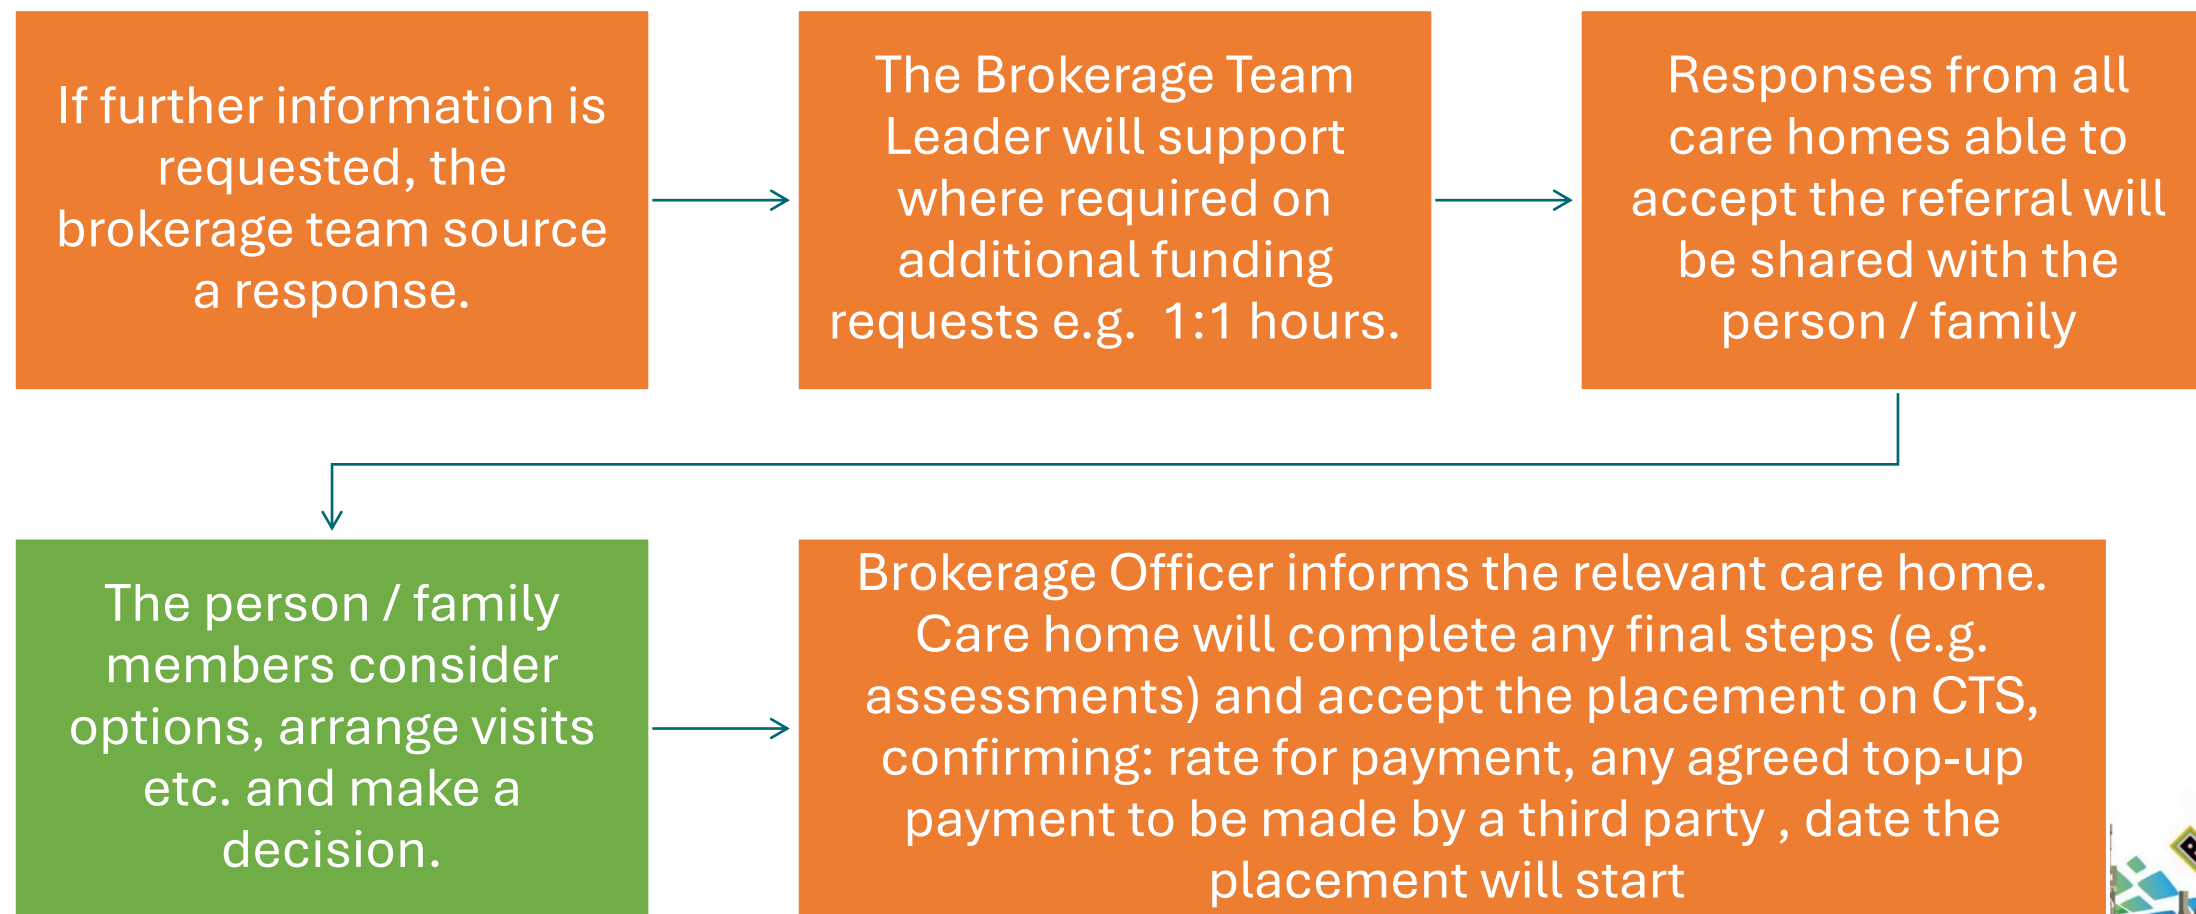 If further information is
requested, the
brokerage team source
a response.
The Brokerage Team
Leader will support
where required on
additional funding
requests e.g.  1:1 hours.
Responses from all
care homes able to
accept the referral will
be shared with the
person / family
The person / family
members consider
options, arrange visits
etc. and make a
decision.
Brokerage Officer informs the relevant care home.
Care home will complete any final steps (e.g.
assessments) and accept the placement on CTS,
confirming: rate for payment, any agreed top-up
payment to be made by a third party , date the
placement will start